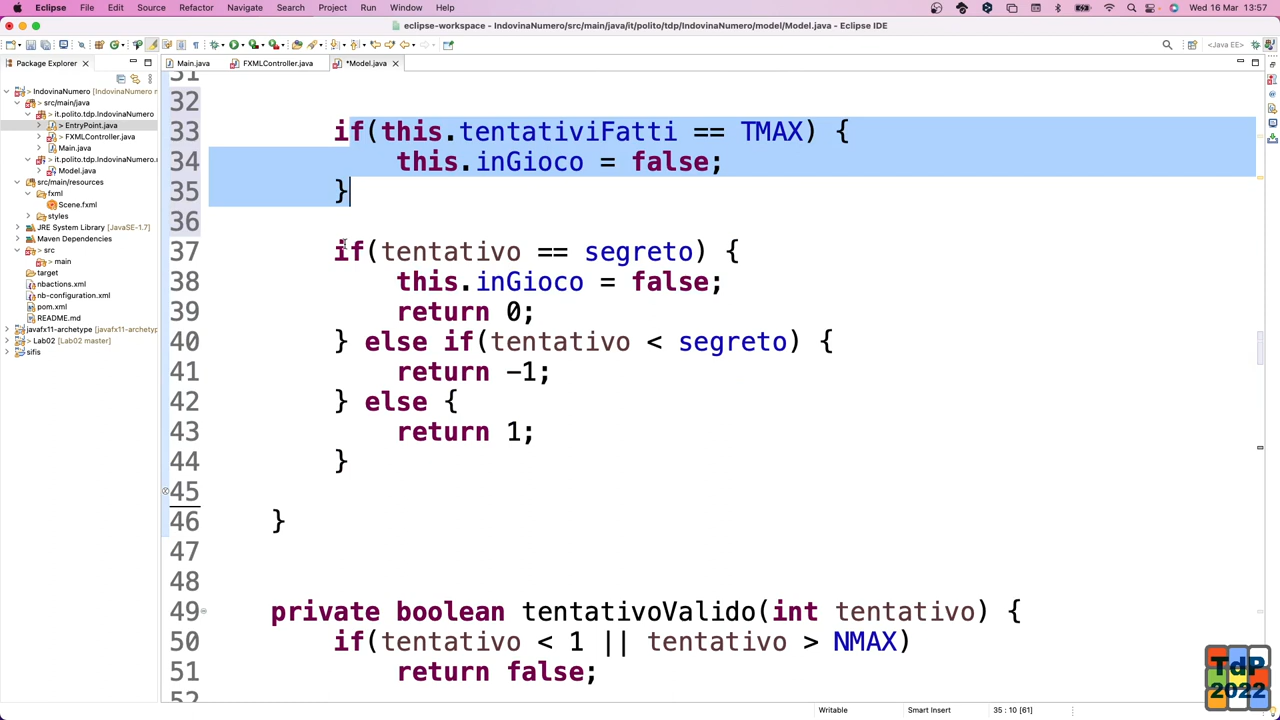 Eclipse File Edit Source Refactor Navigate Search Project Run Window Help Wed 16 Mar 13:57
eclipse-workspace - IndovinaNumero/src/main/java/it/polito/tdp/IndovinaNumero/model/Model.java - Eclipse IDE
<Java EE>
Package Explorer
Main.java
FXMLController.java
*Model.java
IndovinaNumero
> src/main/java
> it.polito.tdp.IndovinaNumero
> EntryPoint.java
> FXMLController.java
> Main.java
> it.polito.tdp.IndovinaNumero.
> Model.java
src/main/resources
fxml
Scene.fxml
> styles
JRE System Library [JavaSE-1.7]
Maven Dependencies
> src
main
target
nbactions.xml
nb-configuration.xml
pom.xml
README.md
javafx11-archetype
> Lab02 [Lab02 master]
sifis
31
32
33 if(this.tentativiFatti == TMAX) {
34 this.inGioco = false;
35 }
36
37 if(tentativo == segreto) {
38 this.inGioco = false;
39 return 0;
40 } else if(tentativo < segreto) {
41 return -1;
42 } else {
43 return 1;
44 }
45
46 }
47
48
49 private boolean tentativoValido(int tentativo) {
50 if(tentativo < 1 || tentativo > NMAX)
51 return false;
52
Writable
Smart Insert
35 : 10 [61]
TdP
2022